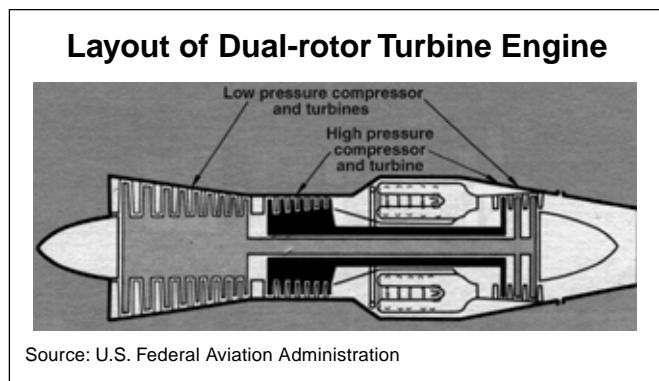 Layout of Dual-rotor Turbine Engine
Low pressure compressor
and turbines
High pressure
compressor
and turbine
Source: U.S. Federal Aviation Administration